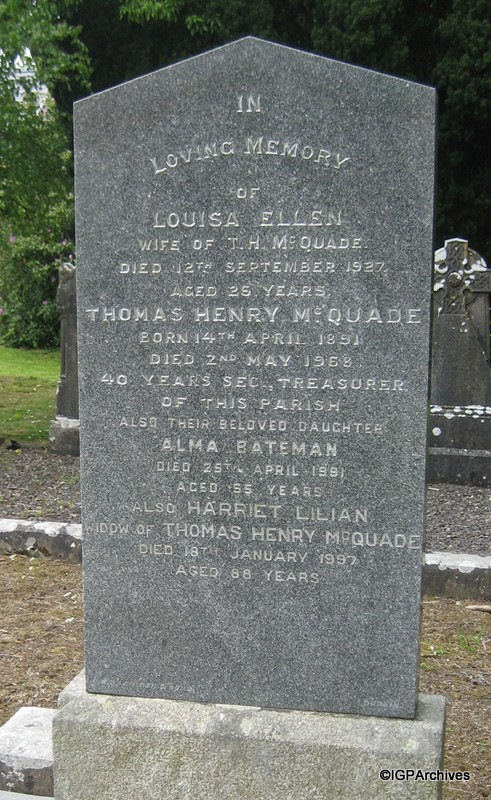 IN
LOVING MEMORY
OF
LOUISA ELLEN
WIFE OF T.H. McQUADE.
DIED 12TH SEPTEMBER 1927.
AGED 26 YEARS.
THOMAS HENRY McQUADE
BORN 14TH APRIL 1891
DIED 2ND MAY 1968
40 YEARS SEC., TREASURER
OF THIS PARISH
ALSO THEIR BELOVED DAUGHTER
ALMA BATEMAN
DIED 25TH APRIL 1991
AGED 65 YEARS
ALSO HARRIET LILIAN
WIDOW OF THOMAS HENRY McQUADE
DIED 18TH JANUARY 1997
AGED 88 YEARS
©IGPArchives